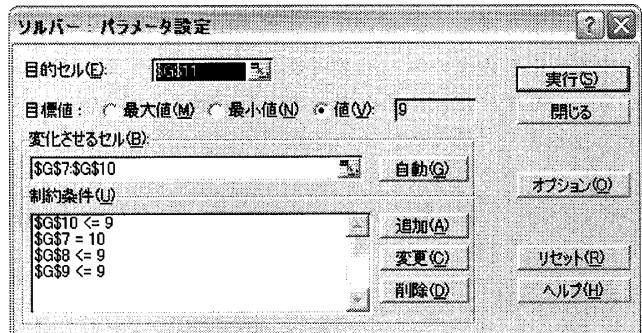 ソルバー：パラメータ設定
目的セル(E):
$G$11
実行(S)
目標値：
最大値(M)
最小値(N)
値(V):
9
閉じる
変化させるセル(B):
$G$7:$G$10
自動(G)
オプション(O)
制約条件(U)
$G$10 <= 9
$G$7 = 10
$G$8 <= 9
$G$9 <= 9
追加(A)
変更(C)
削除(D)
リセット(R)
ヘルプ(H)